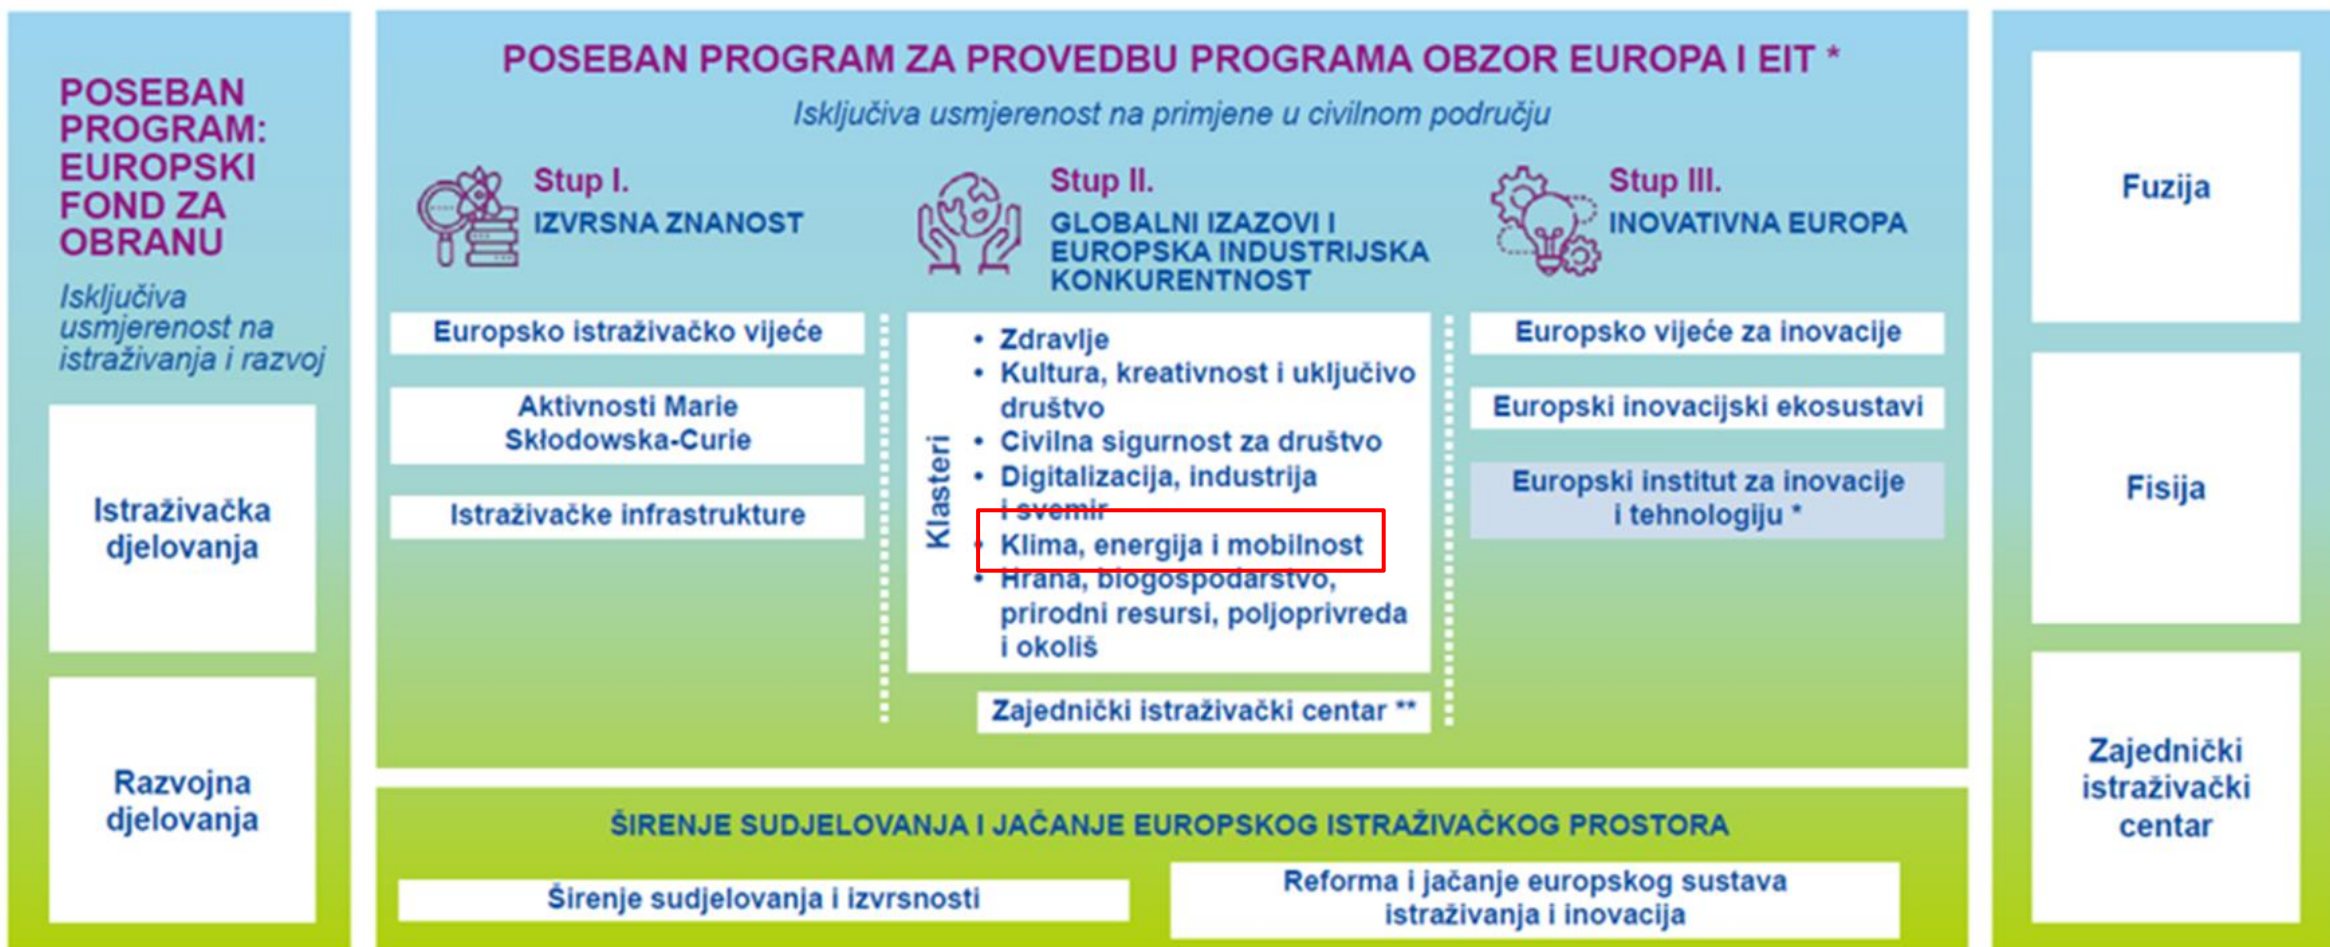 POSEBAN
PROGRAM:
EUROPSKI
FOND ZA
OBRANU
Isključiva
usmjerenost na
istraživanja i razvoj
Istraživačka
djelovanja
Razvojna
djelovanja
POSEBAN PROGRAM ZA PROVEDBU PROGRAMA OBZOR EUROPA I EIT *
Isključiva usmjerenost na primjene u civilnom području
Stup I.
IZVRSNA ZNANOST
Europsko istraživačko vijeće
Aktivnosti Marie
Skłodowska-Curie
Istraživačke infrastrukture
Stup II.
GLOBALNI IZAZOVI I
EUROPSKA INDUSTRIJSKA
KONKURENTNOST
Klasteri
• Zdravlje
• Kultura, kreativnost i uključivo
društvo
• Civilna sigurnost za društvo
• Digitalizacija, industrija
i svemir
• Klima, energija i mobilnost
• Hrana, biogospodarstvo,
prirodni resursi, poljoprivreda
i okoliš
Zajednički istraživački centar **
Stup III.
INOVATIVNA EUROPA
Europsko vijeće za inovacije
Europski inovacijski ekosustavi
Europski institut za inovacije
i tehnologiju *
ŠIRENJE SUDJELOVANJA I JAČANJE EUROPSKOG ISTRAŽIVAČKOG PROSTORA
Širenje sudjelovanja i izvrsnosti
Reforma i jačanje europskog sustava
istraživanja i inovacija
Fuzija
Fisija
Zajednički
istraživački
centar